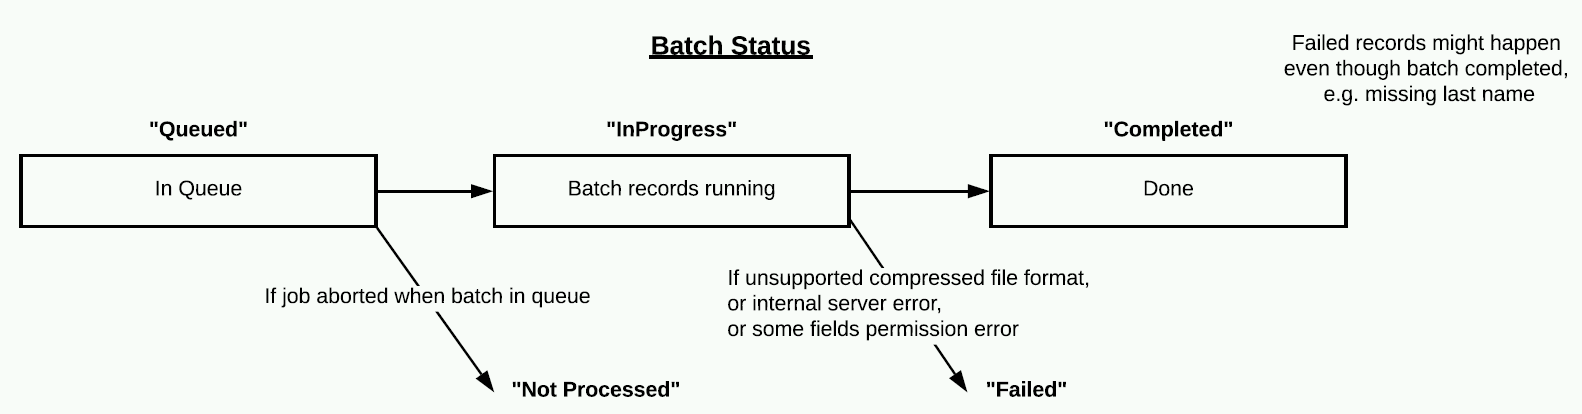 Batch Status
Failed records might happen
even though batch completed,
e.g. missing last name
"Queued"
"InProgress"
"Completed"
In Queue
Batch records running
Done
If job aborted when batch in queue
If unsupported compressed file format,
or internal server error,
or some fields permission error
"Not Processed"
"Failed"